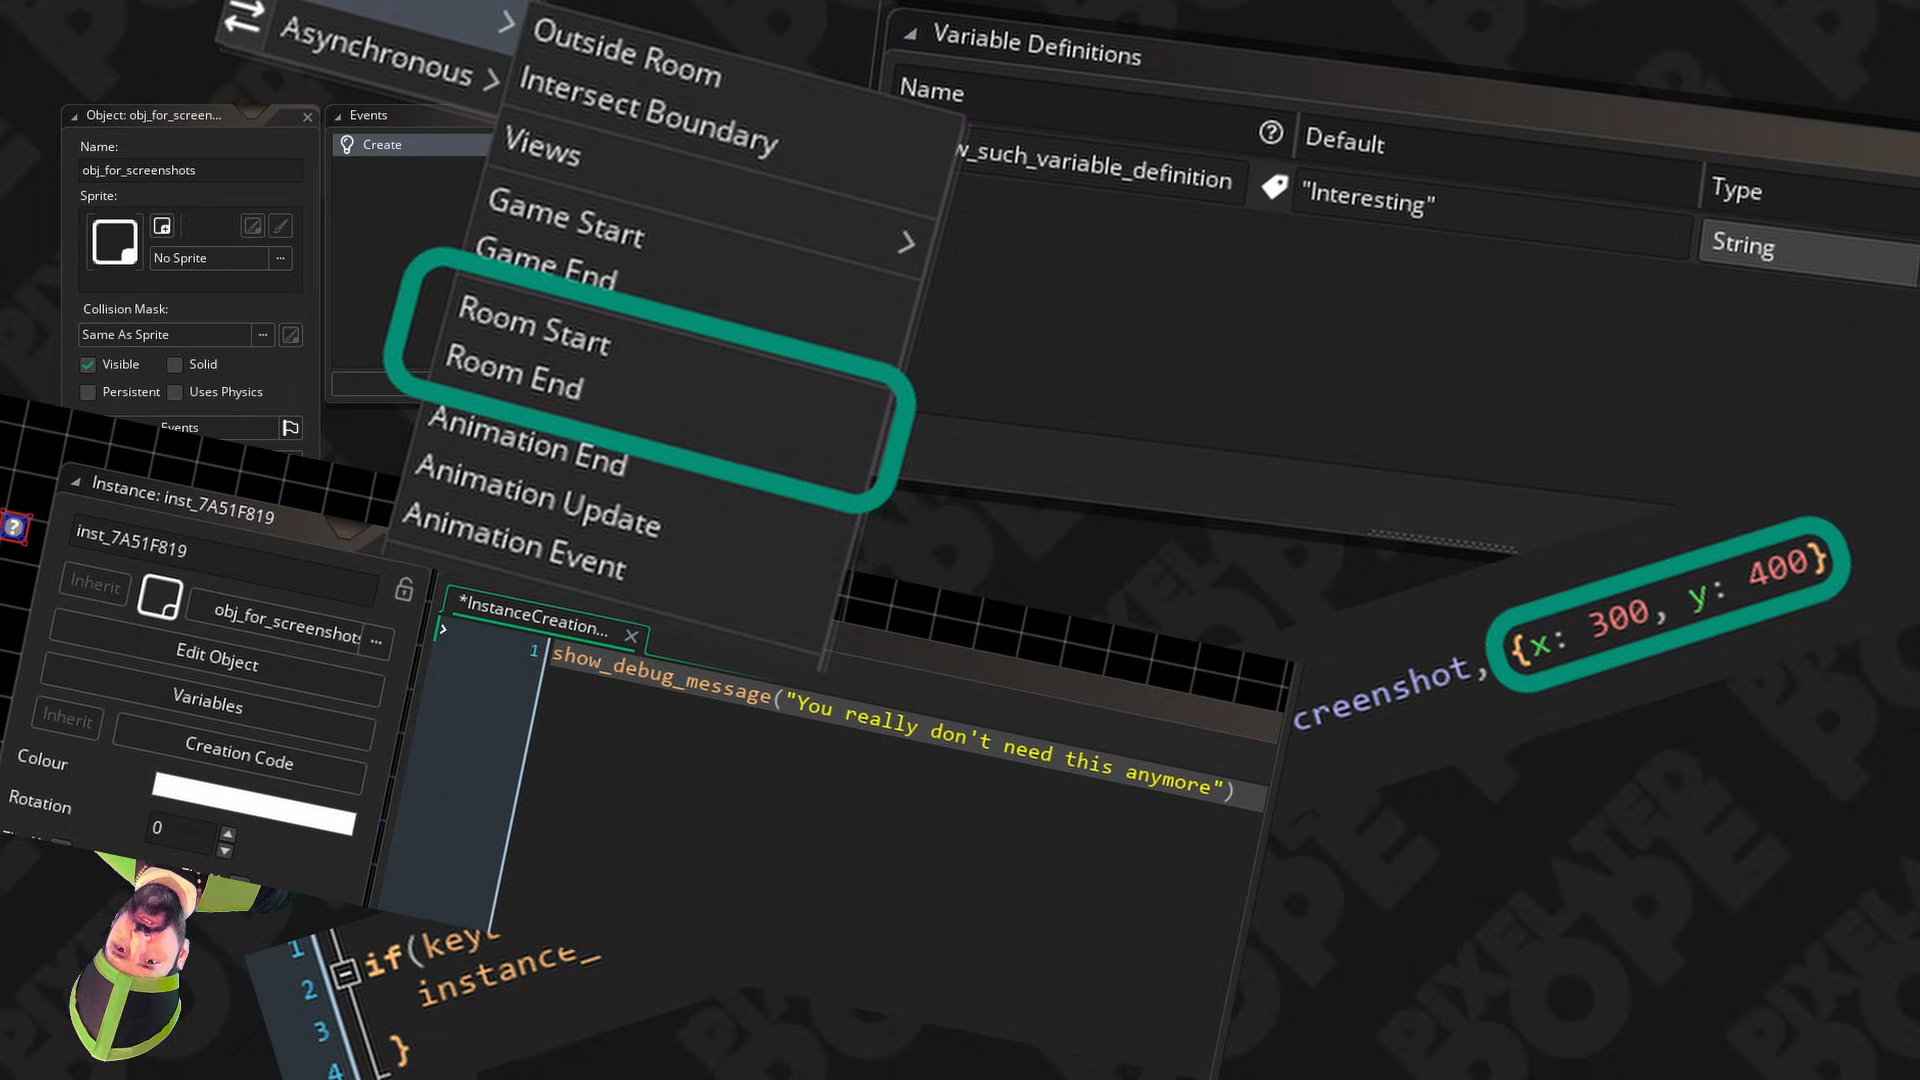 Asynchronous
Outside Room
Intersect Boundary
Views
Game Start
Game End
Room Start
Room End
Animation End
Animation Update
Animation Event
Variable Definitions
Name
Default
Type
w_such_variable_definition
"Interesting"
String
Object: obj_for_screen...
Name:
obj_for_screenshots
Sprite:
No Sprite
Collision Mask:
Same As Sprite
Visible
Solid
Persistent
Uses Physics
Events
Events
Create
Instance: inst_7A51F819
inst_7A51F819
Inherit
obj_for_screenshots
Edit Object
Variables
Inherit
Creation Code
Colour
Rotation
0
*InstanceCreation...
1
show_debug_message("You really don't need this anymore")
creenshot, {x: 300, y: 400}
1 if(key
2 instance_
3 }
4
PIXELATED
POPE